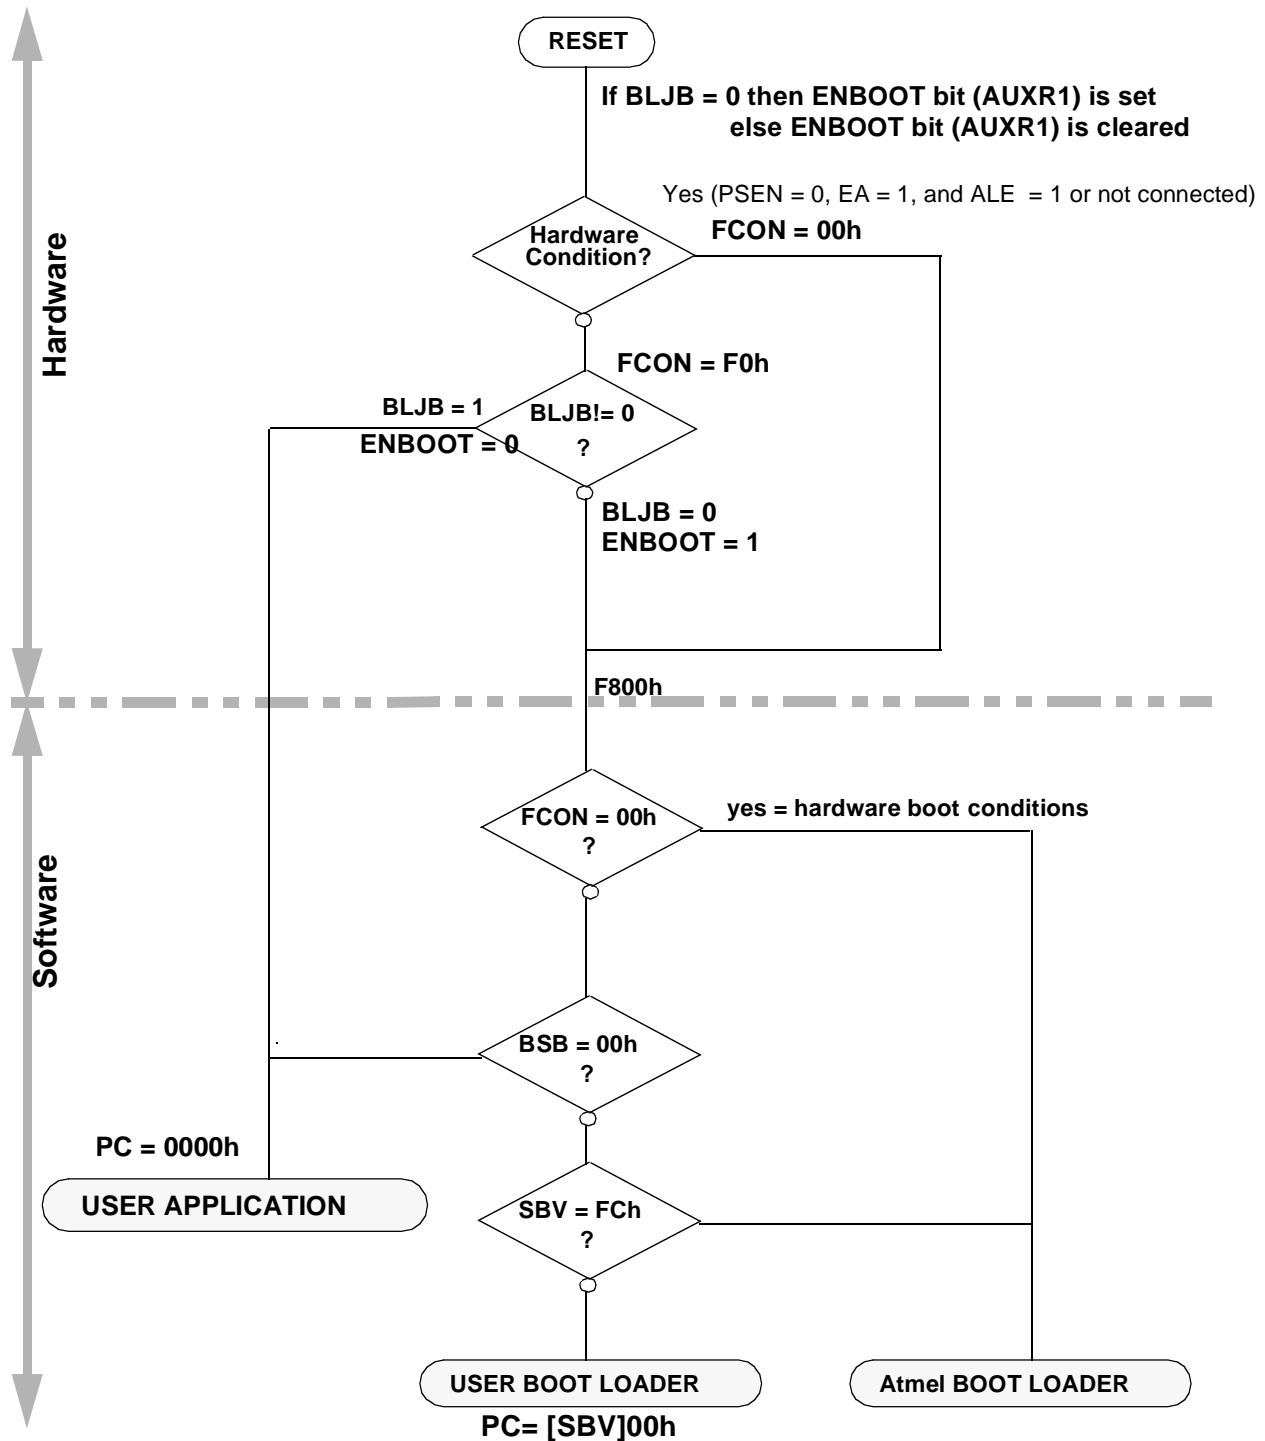 RESET
If BLJB = 0 then ENBOOT bit (AUXR1) is set
else ENBOOT bit (AUXR1) is cleared
Yes (PSEN = 0, EA = 1, and ALE = 1 or not connected)
FCON = 00h
Hardware
Condition?
Hardware
FCON = F0h
BLJB = 1
ENBOOT = 0
BLJB!= 0
?
BLJB = 0
ENBOOT = 1
F800h
FCON = 00h
?
yes = hardware boot conditions
Software
BSB = 00h
?
PC = 0000h
USER APPLICATION
SBV = FCh
?
USER BOOT LOADER
PC= [SBV]00h
Atmel BOOT LOADER